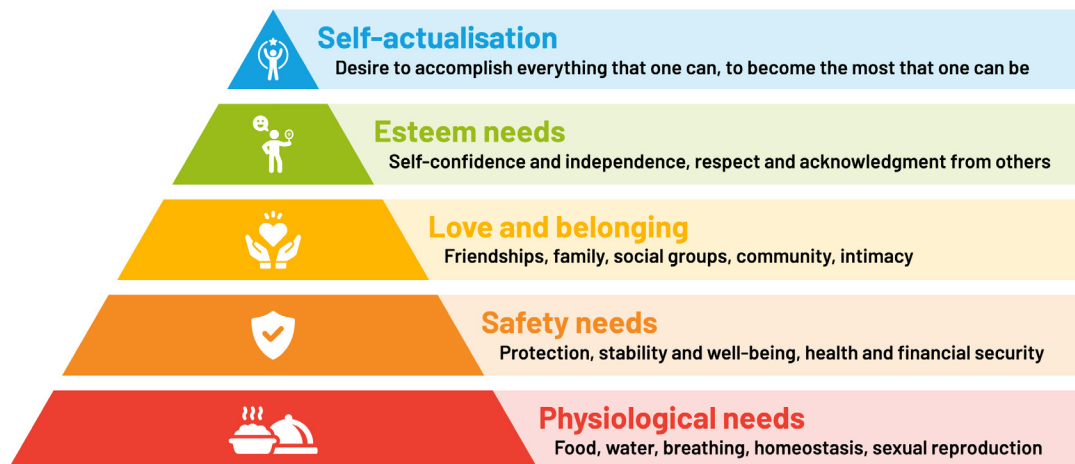 Self-actualisation
Desire to accomplish everything that one can, to become the most that one can be
Esteem needs
Self-confidence and independence, respect and acknowledgment from others
Love and belonging
Friendships, family, social groups, community, intimacy
Safety needs
Protection, stability and well-being, health and financial security
Physiological needs
Food, water, breathing, homeostasis, sexual reproduction